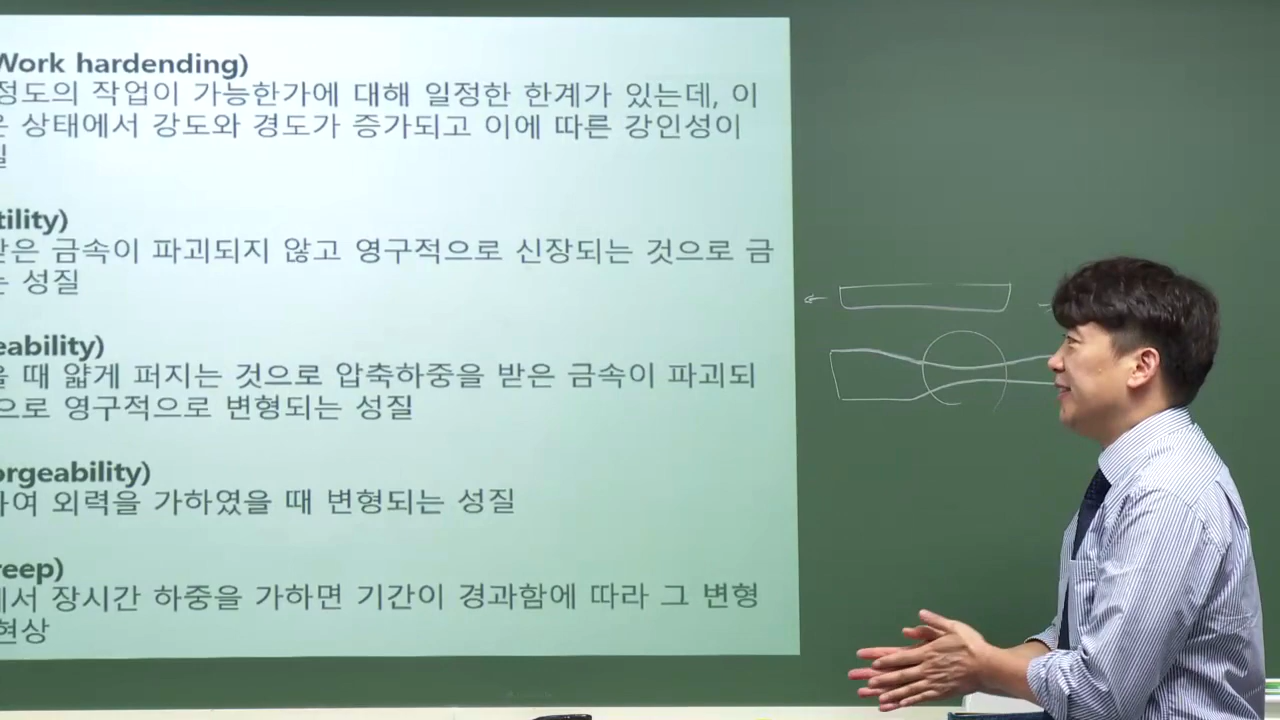 Work hardending)
정도의 작업이 가능한가에 대해 일정한 한계가 있는데, 이
상태에서 강도와 경도가 증가되고 이에 따른 강인성이
tility)
받은 금속이 파괴되지 않고 영구적으로 신장되는 것으로 금
는 성질
eability)
때 얇게 퍼지는 것으로 압축하중을 받은 금속이 파괴되
으로 영구적으로 변형되는 성질
orgeability)
하여 외력을 가하였을 때 변형되는 성질
reep)
에서 장시간 하중을 가하면 기간이 경과함에 따라 그 변형
현상